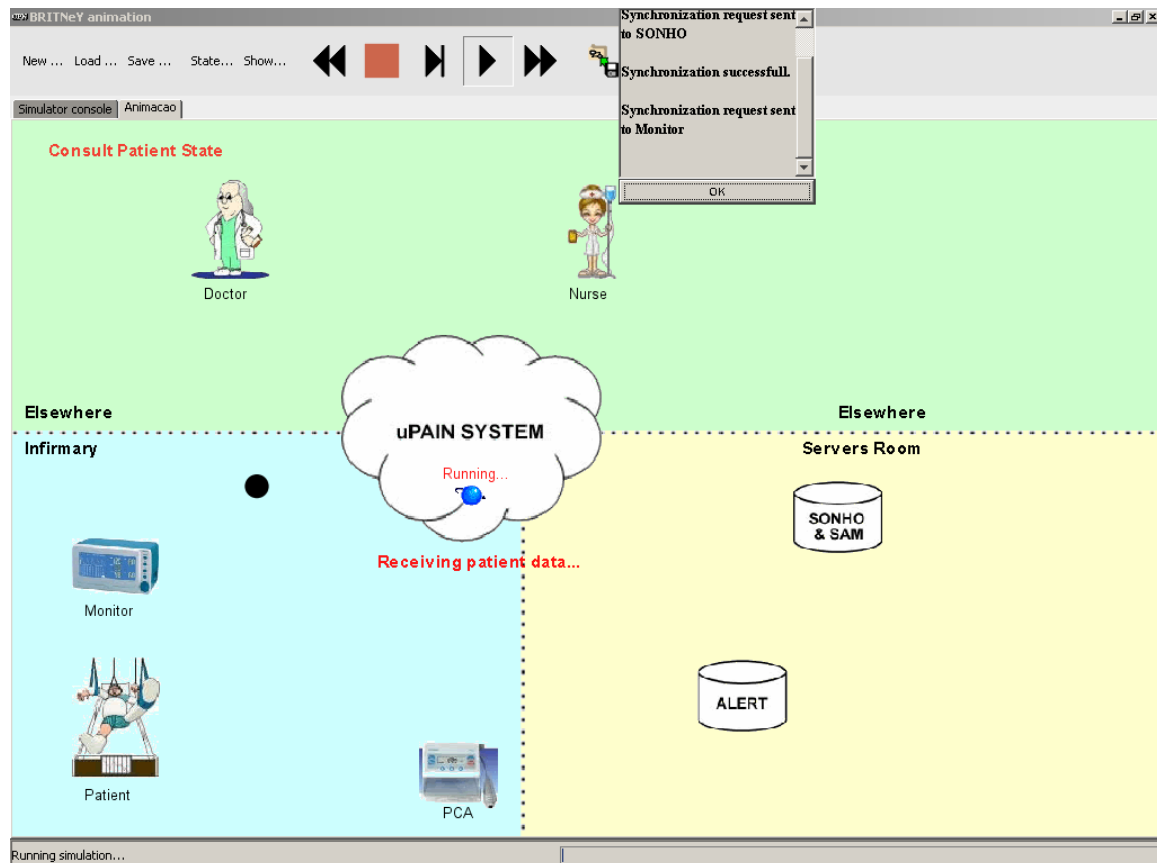 BRITNeY animation
New ... Load ... Save ... State... Show...
Synchronization request sent
to SONHO
Synchronization successfull.
Synchronization request sent
to Monitor
OK
Simulator console Animacao
Consult Patient State
Doctor
Nurse
Elsewhere
Elsewhere
Infirmary
uPAIN SYSTEM
Running...
Servers Room
SONHO
& SAM
Receiving patient data...
Monitor
ALERT
Patient
PCA
Running simulation...